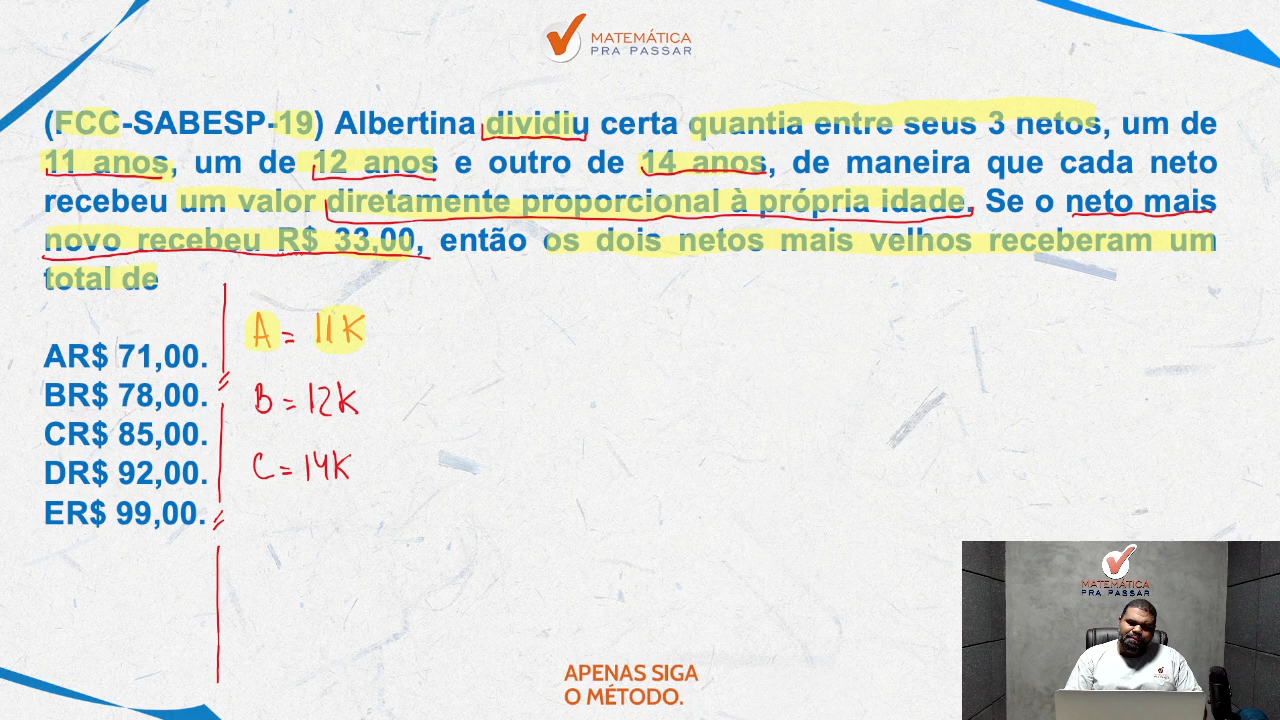 MATEMÁTICA
PRA PASSAR
(FCC-SABESP-19) Albertina dividiu certa quantia entre seus 3 netos, um de
11 anos, um de 12 anos e outro de 14 anos, de maneira que cada neto
recebeu um valor diretamente proporcional à própria idade. Se o neto mais
novo recebeu R$ 33,00, então os dois netos mais velhos receberam um
total de
A = 11K
AR$ 71,00.
BR$ 78,00.
B = 12K
CR$ 85,00.
C = 14K
DR$ 92,00.
ER$ 99,00.
MATEMÁTICA
PRA PASSAR
APENAS SIGA
O MÉTODO.